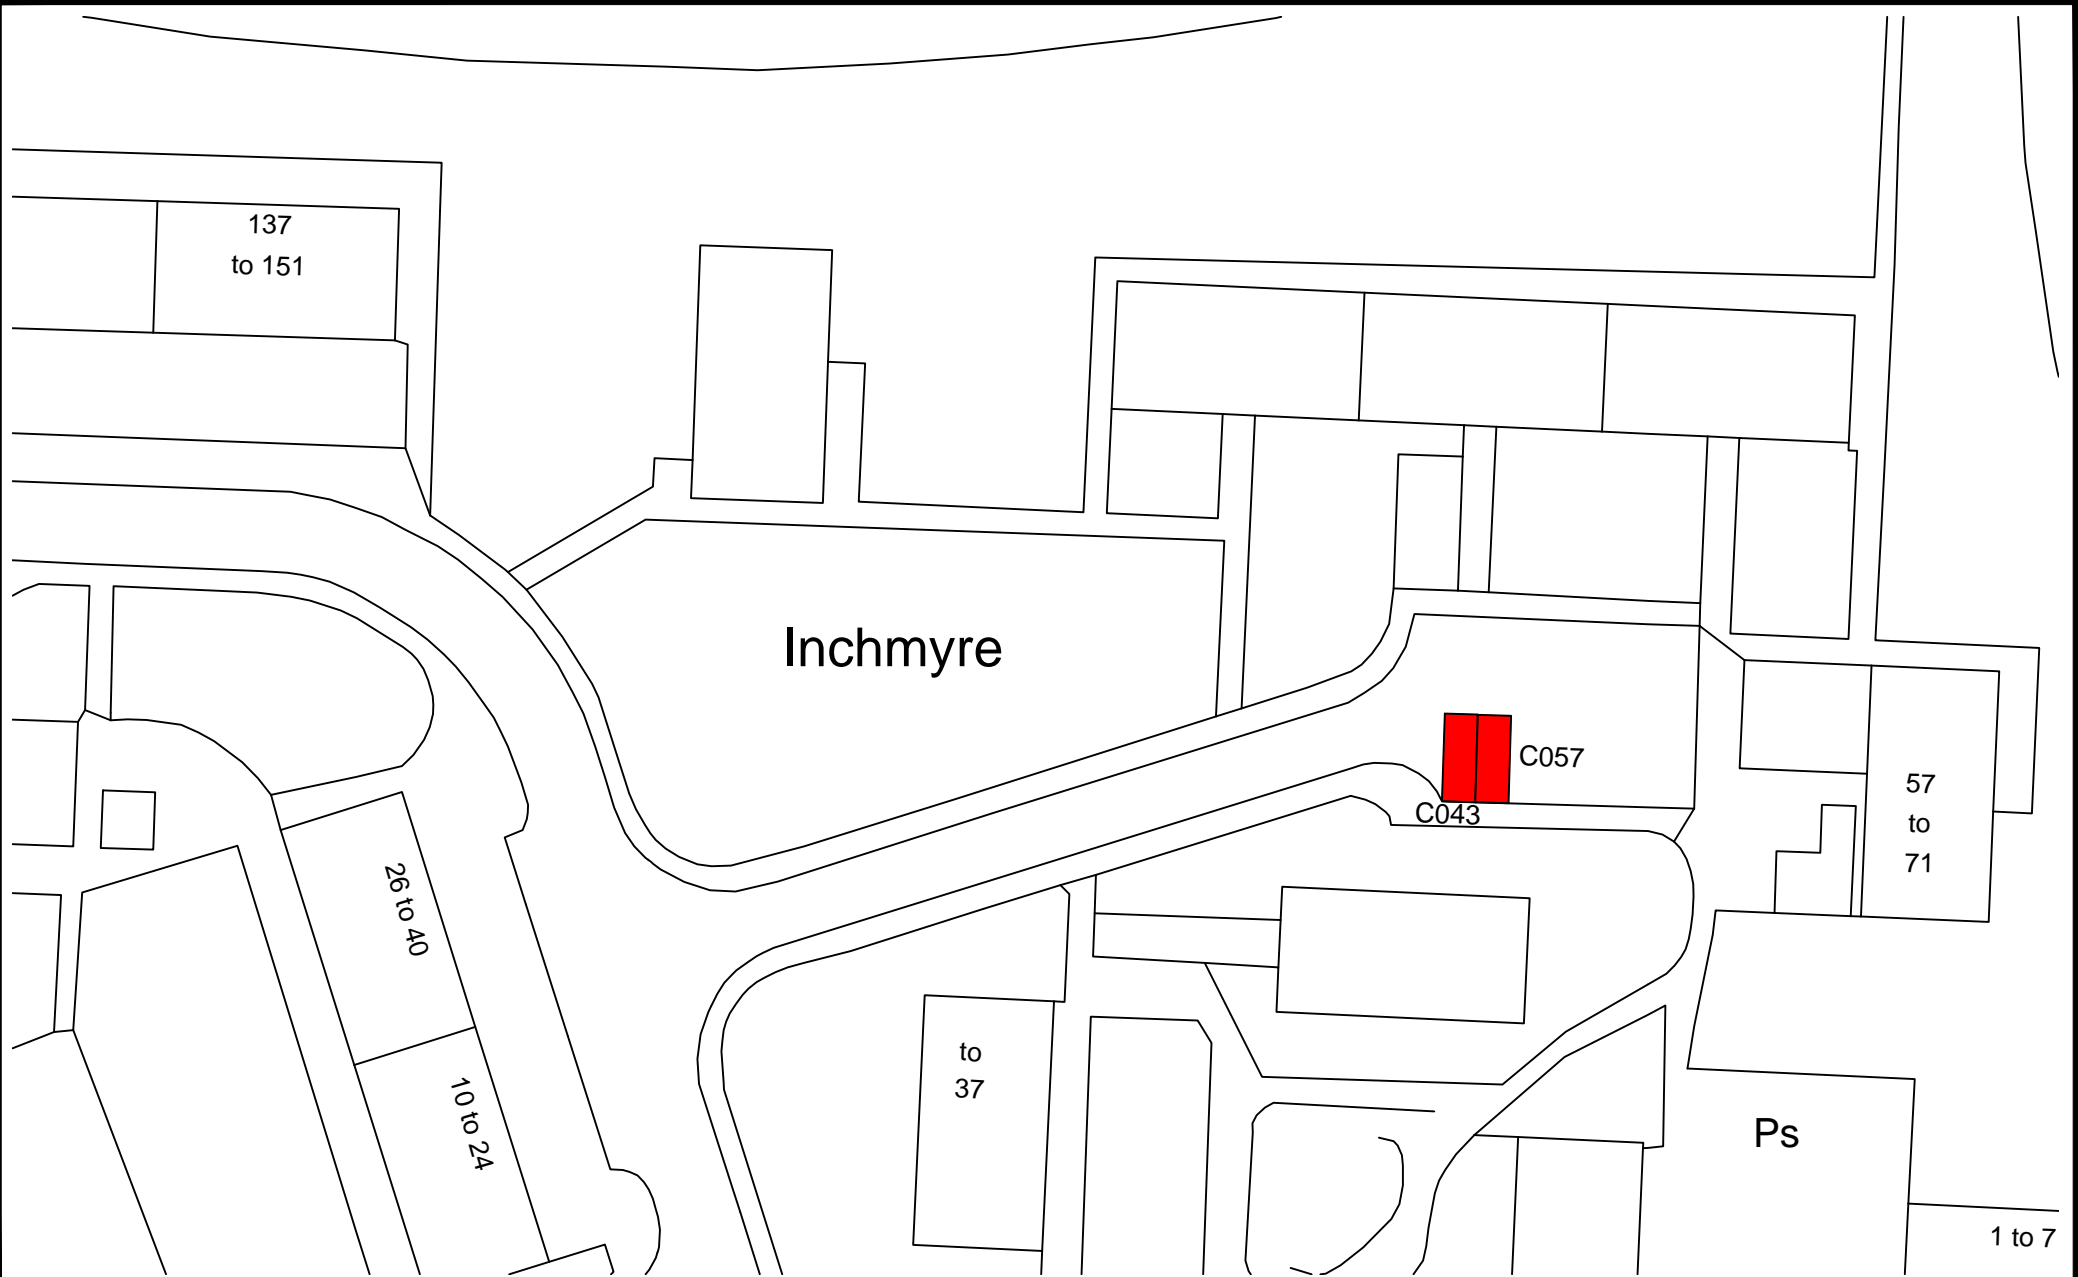 137
to 151
Inchmyre
C057
C043
57
to
71
26 to 40
to
37
10 to 24
Ps
1 to 7